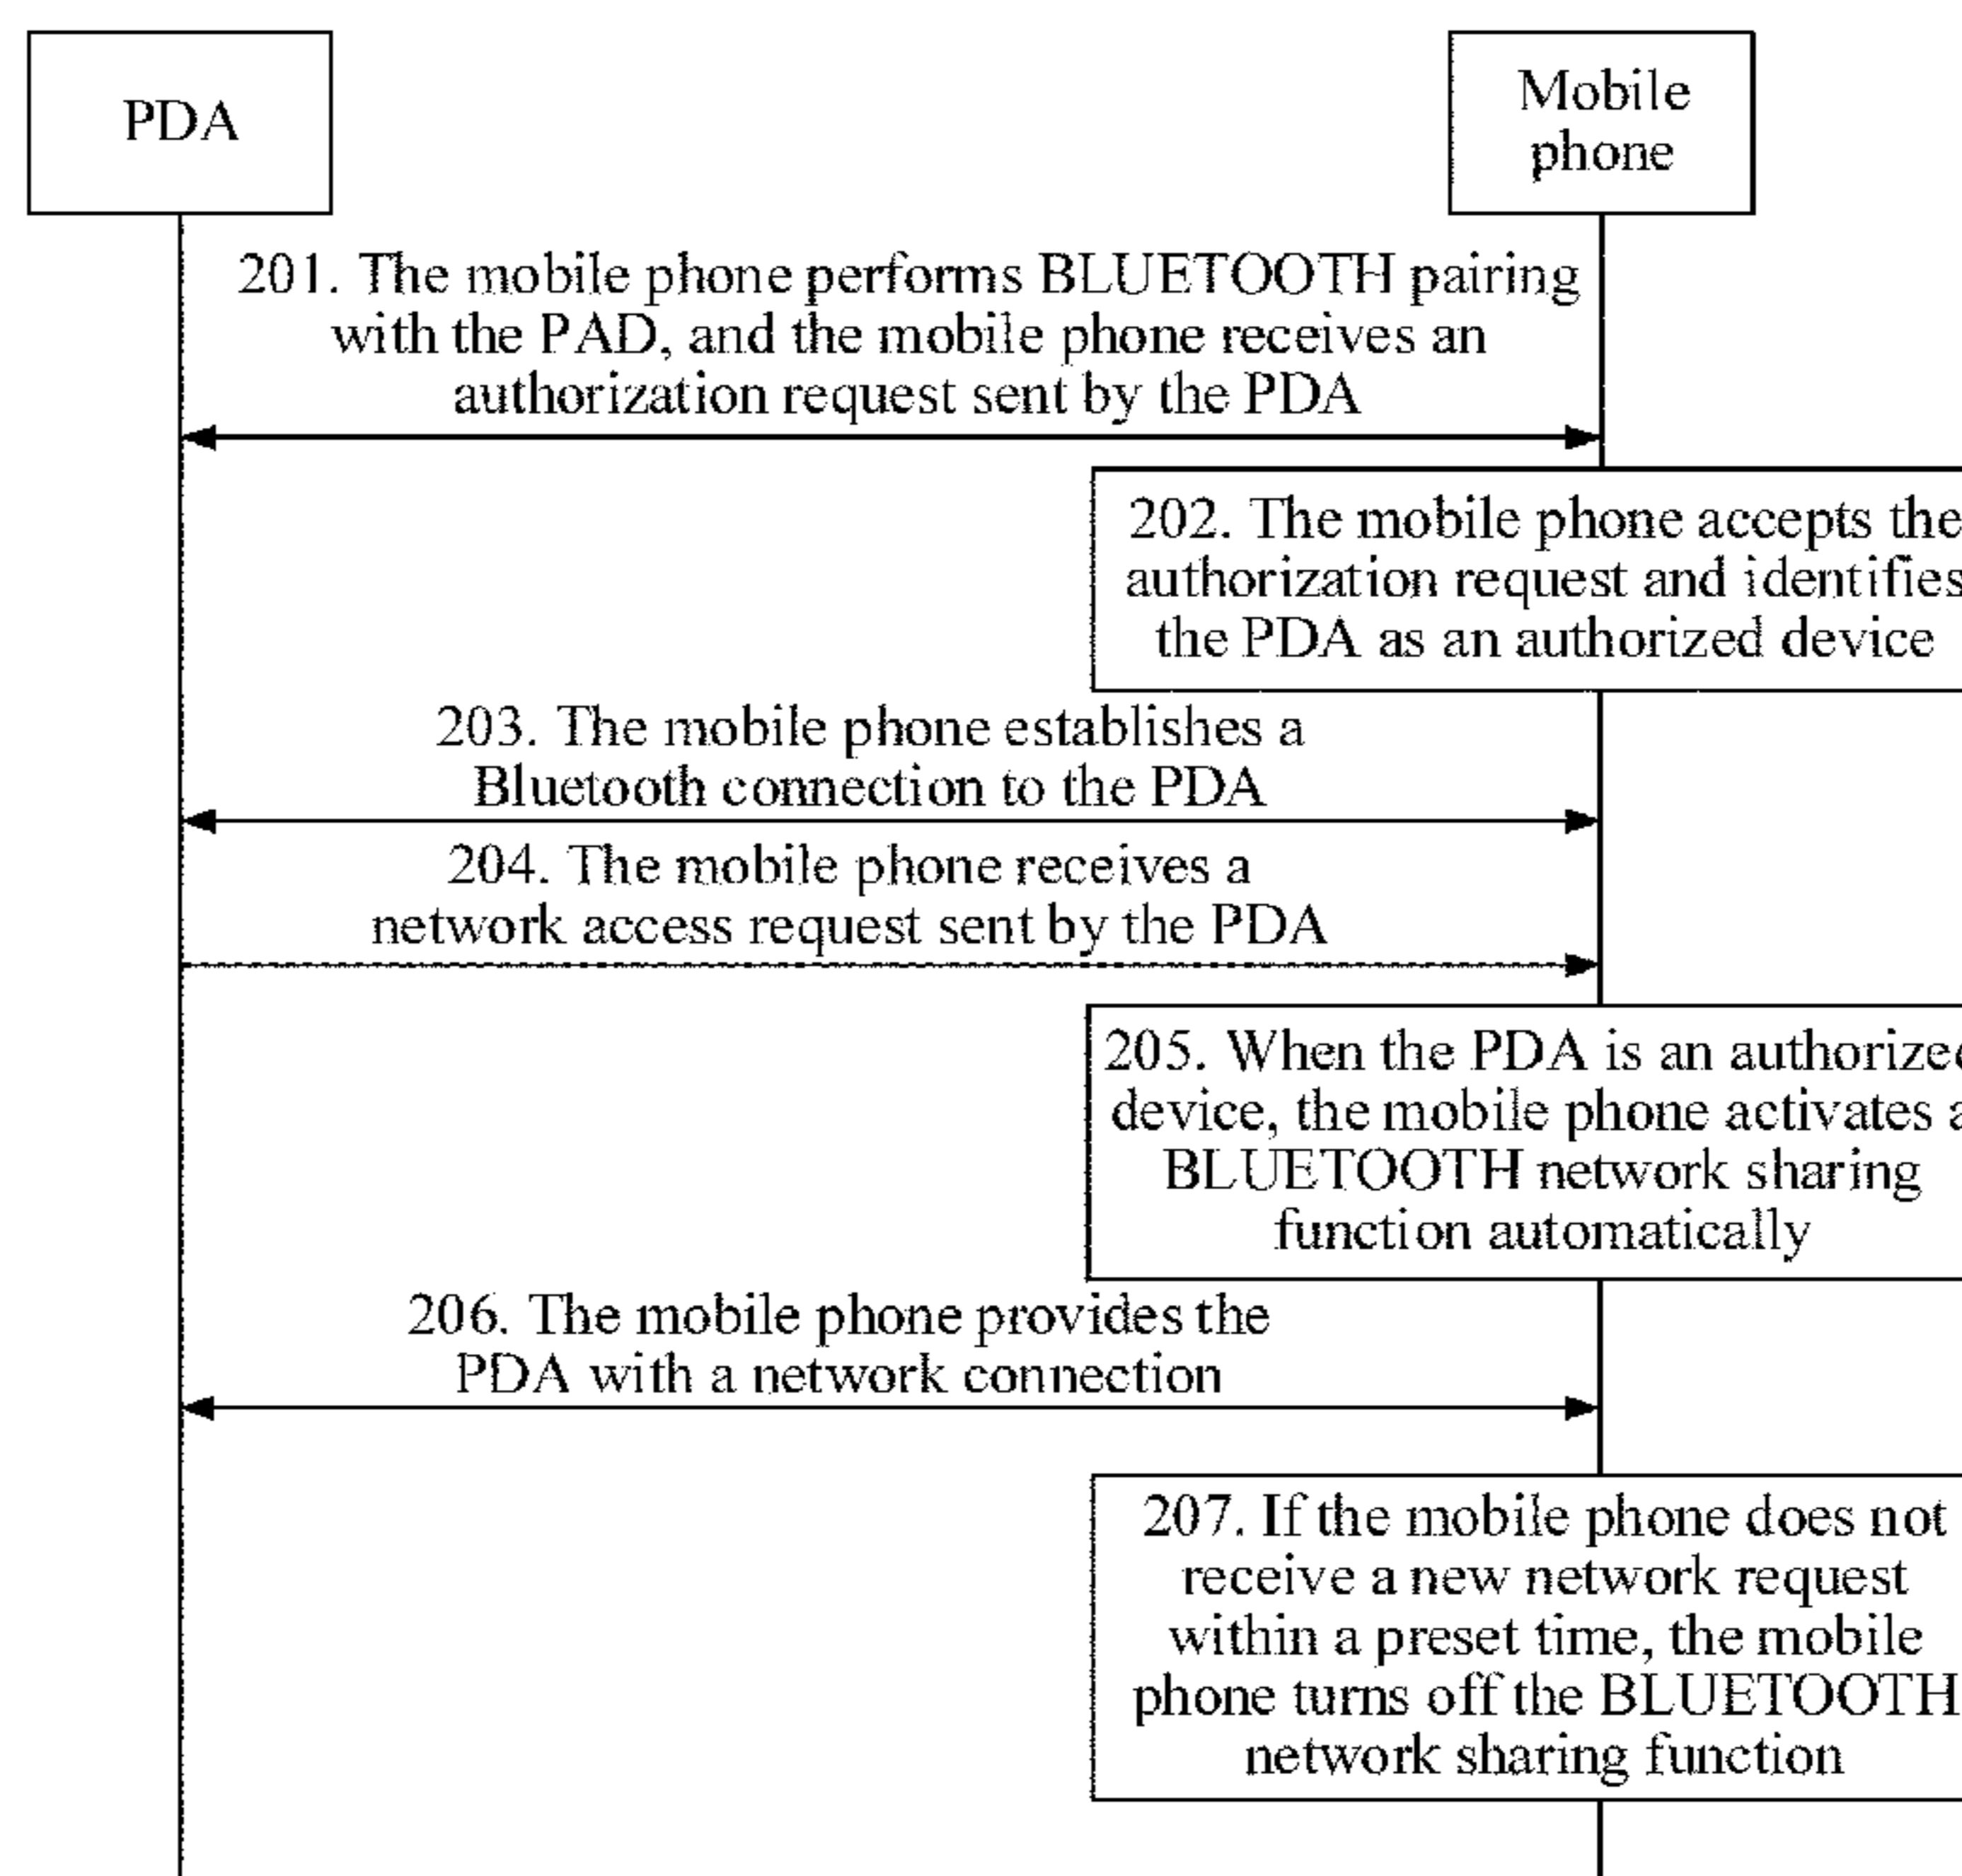 PDA
Mobile
phone
201. The mobile phone performs BLUETOOTH pairing
with the PAD, and the mobile phone receives an
authorization request sent by the PDA
202. The mobile phone accepts the
authorization request and identifies
the PDA as an authorized device
203. The mobile phone establishes a
Bluetooth connection to the PDA
204. The mobile phone receives a
network access request sent by the PDA
205. When the PDA is an authorized
device, the mobile phone activates a
BLUETOOTH network sharing
function automatically
206. The mobile phone provides the
PDA with a network connection
207. If the mobile phone does not
receive a new network request
within a preset time, the mobile
phone turns off the BLUETOOTH
network sharing function